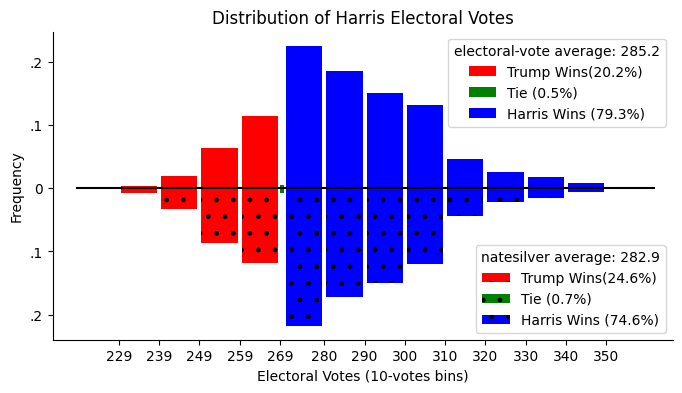 Distribution of Harris Electoral Votes
electoral-vote average: 285.2
Trump Wins(20.2%)
Tie (0.5%)
Harris Wins (79.3%)
.2
.1
0
.1
.2
Frequency
natesilver average: 282.9
Trump Wins(24.6%)
Tie (0.7%)
Harris Wins (74.6%)
229 239 249 259 269 280 290 300 310 320 330 340 350
Electoral Votes (10-votes bins)